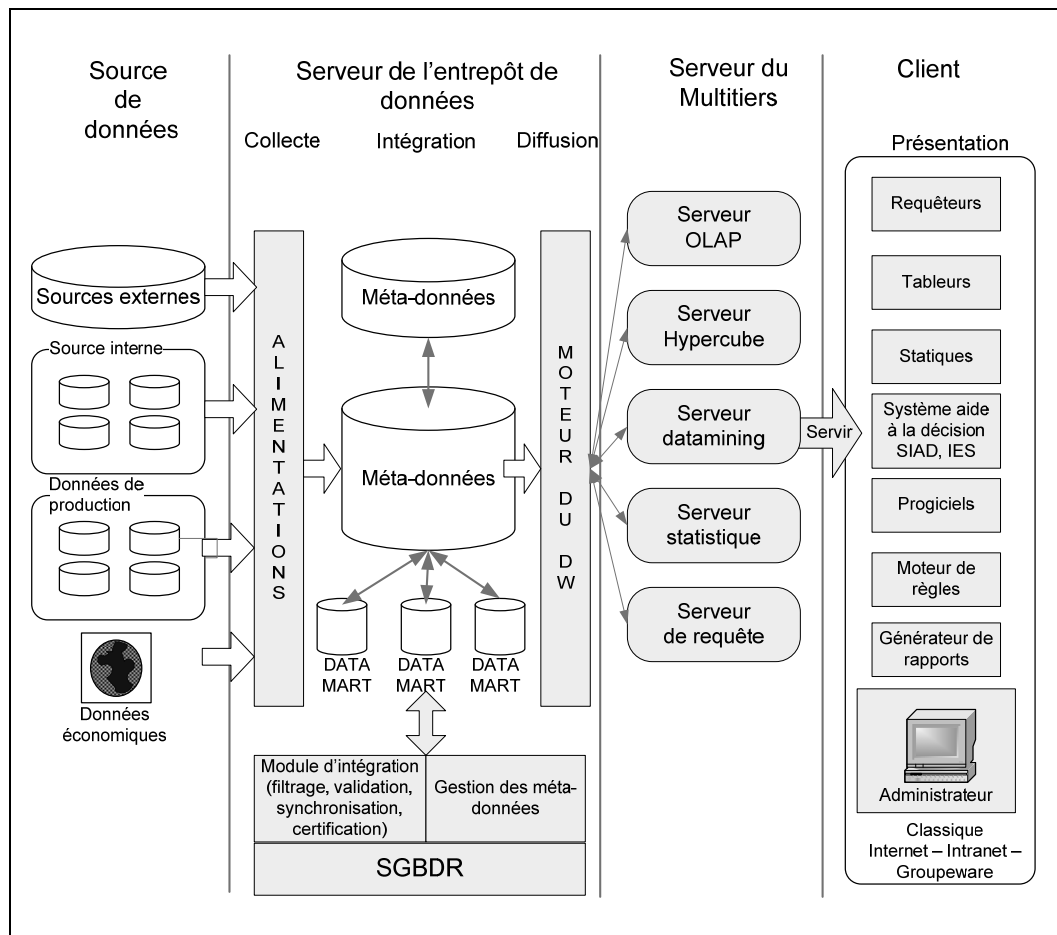 Source
de
données
Serveur de l'entrepôt de
données
Collecte
Intégration
Diffusion
Serveur du
Multitiers
Client
Présentation
Sources externes
Source interne
Données de
production
Données
économiques
ALIMENTATIONS
Méta-données
Méta-données
DATA
MART
DATA
MART
DATA
MART
MOTEUR DU DW
Module d'intégration
(filtrage, validation,
synchronisation,
certification)
Gestion des méta-
données
SGBDR
Serveur
OLAP
Serveur
Hypercube
Serveur
datamining
Serveur
statistique
Serveur
de requête
Servir
Requêteurs
Tableurs
Statiques
Système aide
à la décision
SIAD, IES
Progiciels
Moteur de
règles
Générateur de
rapports
Administrateur
Classique
Internet – Intranet –
Groupeware